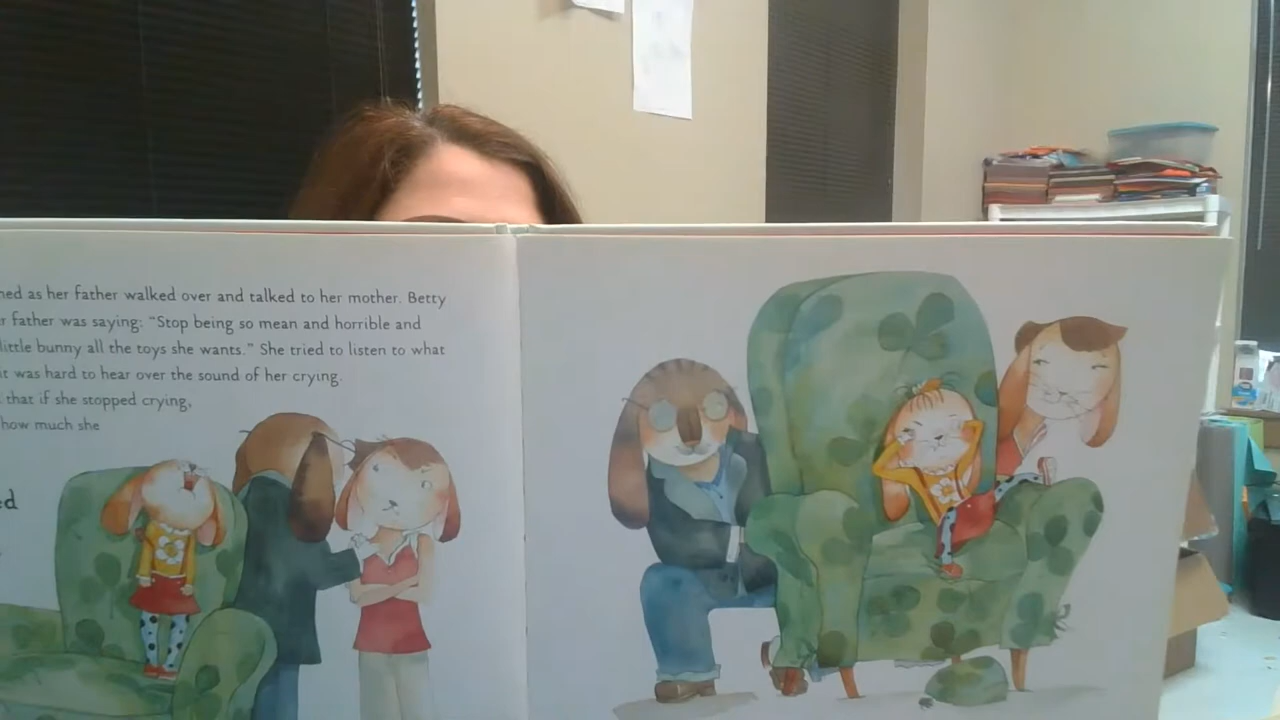 as her father walked over and talked to her mother. Betty
father was saying: "Stop being so mean and horrible and
little bunny all the toys she wants." She tried to listen to what
it was hard to hear over the sound of her crying.
that if she stopped crying,
how much she